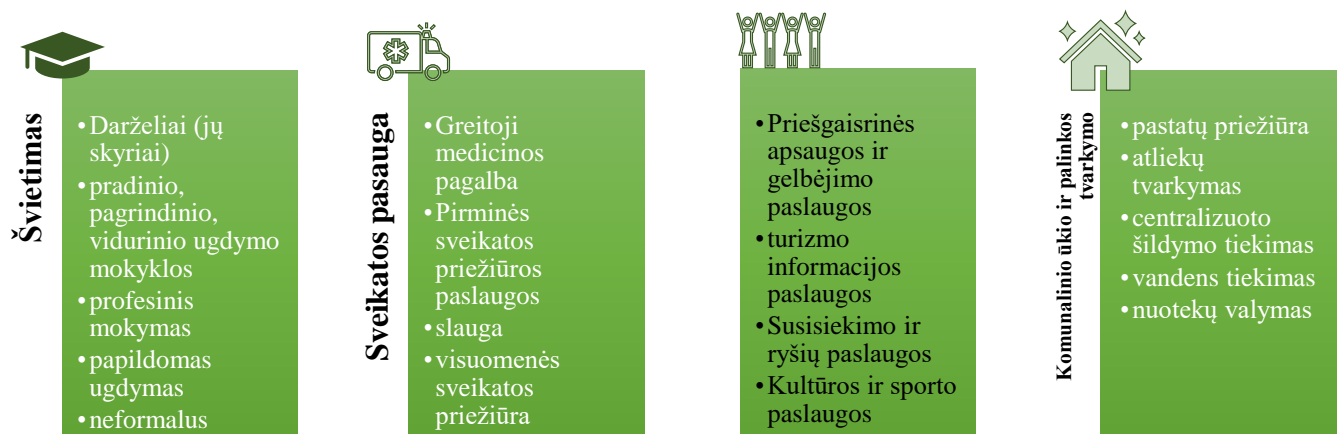 Švietimas
•Darželiai (jų
skyriai)
•pradinio,
pagrindinio,
vidurinio ugdymo
mokyklos
•profesinis
mokymas
•papildomas
ugdymas
•neformalus
Sveikatos pasauga
•Greitoji
medicinos
pagalba
•Pirminės
sveikatos
priežiūros
paslaugos
•slauga
•visuomenės
sveikatos
priežiūra
•Priešgaisrinės
apsaugos ir
gelbėjimo
paslaugos
•turizmo
informacijos
paslaugos
•Susisiekimo ir
ryšių paslaugos
•Kultūros ir sporto
paslaugos
Komunalinio ūkio ir palinkos
tvarkymo
•pastatų priežiūra
•atliekų
tvarkymas
•centralizuoto
šildymo tiekimas
•vandens tiekimas
•nuotekų valymas